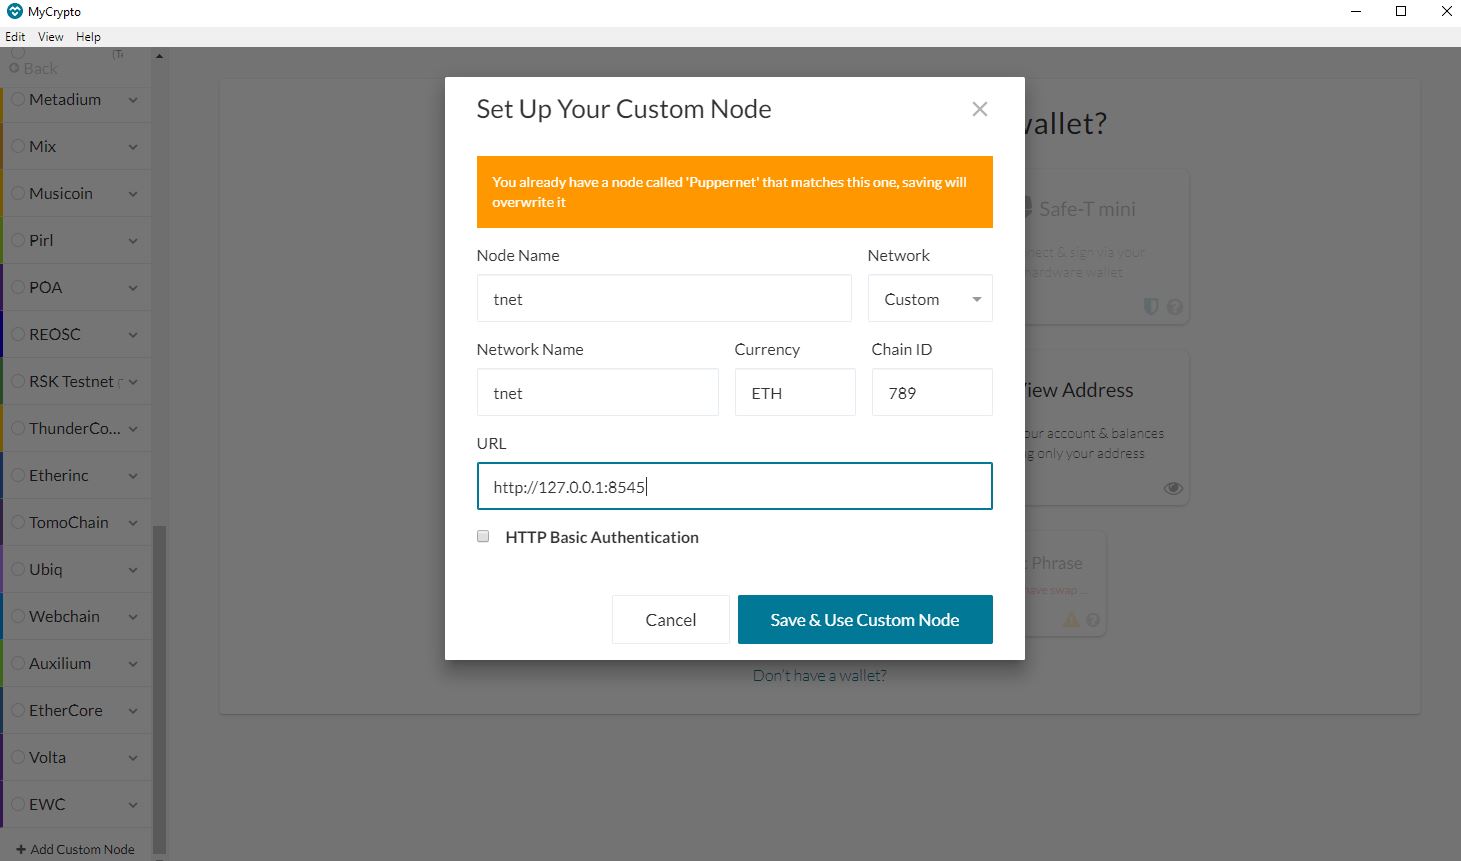 MyCrypto
Edit View Help
Back
Metadium
Mix
Musicoin
Pirl
POA
REOSC
RSK Testnet
ThunderCo...
Etherinc
TomoChain
Ubiq
Webchain
Auxilium
EtherCore
Volta
EWC
+ Add Custom Node
Set Up Your Custom Node
You already have a node called 'Puppernet' that matches this one, saving will
overwrite it
Node Name
Network
tnet
Custom
Network Name
Currency
Chain ID
tnet
ETH
789
URL
http://127.0.0.1:8545
HTTP Basic Authentication
Cancel
Save & Use Custom Node
allet?
Safe-T mini
nect & sign via your
hardware wallet
iew Address
our account & balances
g only your address
Phrase
have swap ...
Don't have a wallet?